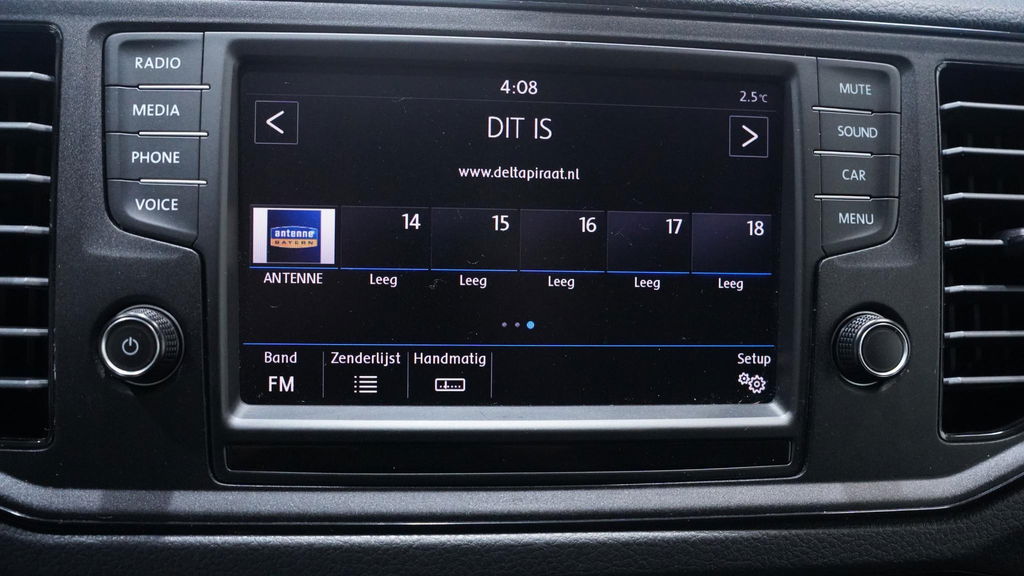 RADIO
MEDIA
PHONE
VOICE
4:08
2.5°C
<
DIT IS
>
www.deltapiraat.nl
antenne
BAYERN
14
15
16
17
18
ANTENNE
Leeg
Leeg
Leeg
Leeg
Leeg
Band
Zenderlijst
Handmatig
Setup
FM
MUTE
SOUND
CAR
MENU